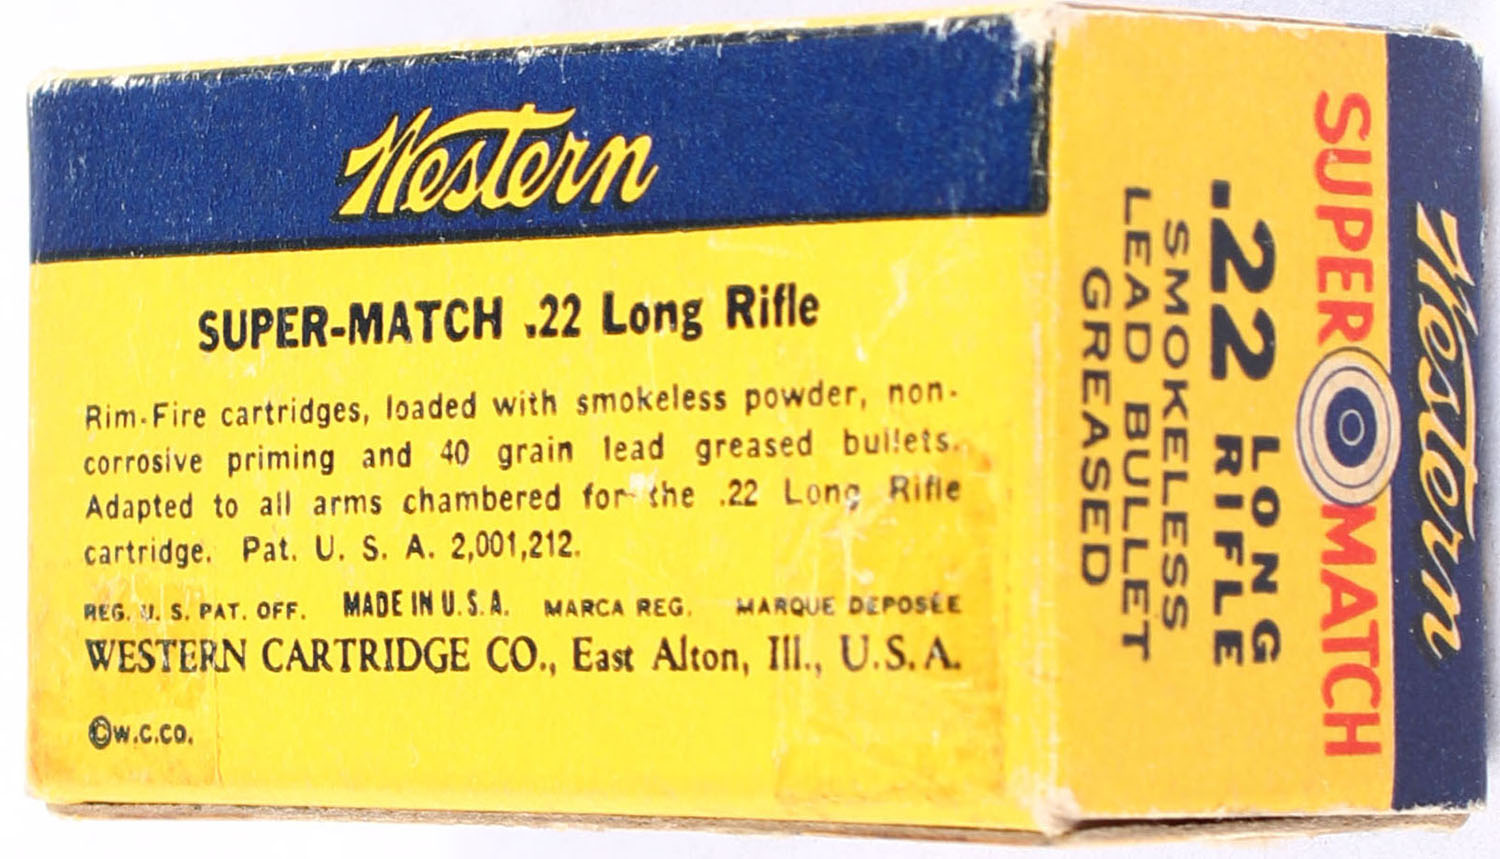 Western
SUPER-MATCH .22 Long Rifle
Rim-Fire cartridges, loaded with smokeless powder, non-
corrosive priming and 40 grain lead greased bullets.
Adapted to all arms chambered for the .22 Long Rifle
cartridge. Pat. U. S. A. 2,001,212.
REG. U. S. PAT. OFF. MADE IN U.S.A. MARCA REG. MARQUE DEPOSÉE
WESTERN CARTRIDGE CO., East Alton, Ill., U.S.A.
©W.C.CO.
Western
SUPER MATCH
.22 LONG
RIFLE
SMOKELESS
LEAD BULLET
GREASED